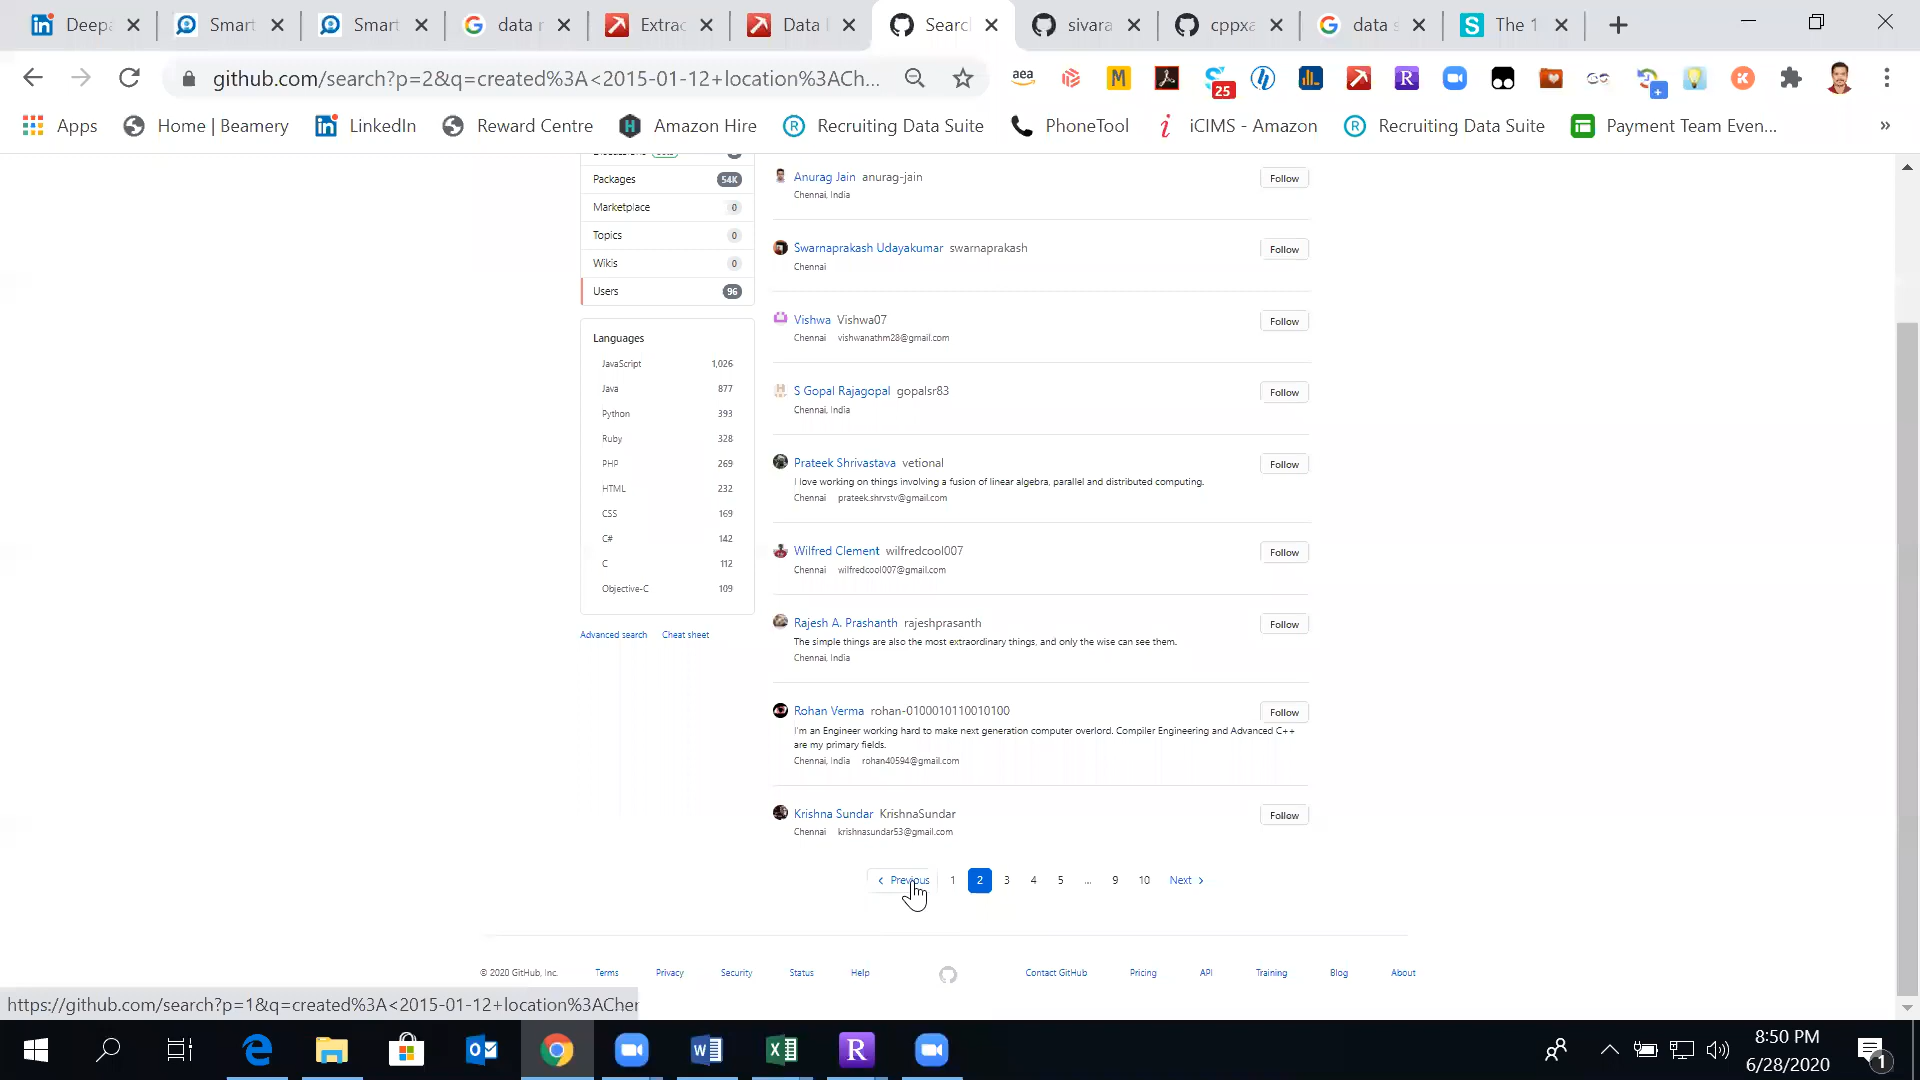 Deepa
Smart
Smart
data r
Extrac
Data
Searc
sivara
cppxa
data s
The 1
github.com/search?p=2&q=created%3A<2015-01-12+location%3ACh...
aea
M
25
R
K
Apps
Home | Beamery
LinkedIn
Reward Centre
Amazon Hire
Recruiting Data Suite
PhoneTool
iCIMS - Amazon
Recruiting Data Suite
Payment Team Even...
»
Packages 54K
Marketplace 0
Topics 0
Wikis 0
Users 96
Languages
JavaScript 1,026
Java 877
Python 393
Ruby 328
PHP 269
HTML 232
CSS 169
C# 142
C 112
Objective-C 109
Advanced search Cheat sheet
Anurag Jain anurag-jain
Chennai, India
Follow
Swarnaprakash Udayakumar swarnaprakash
Chennai
Follow
Vishwa Vishwa07
Chennai vishwanathm28@gmail.com
Follow
S Gopal Rajagopal gopalsr83
Chennai, India
Follow
Prateek Shrivastava vetional
I love working on things involving a fusion of linear algebra, parallel and distributed computing.
Chennai prateek.shrvstv@gmail.com
Follow
Wilfred Clement wilfredcool007
Chennai wilfredcool007@gmail.com
Follow
Rajesh A. Prashanth rajeshprasanth
The simple things are also the most extraordinary things, and only the wise can see them.
Chennai, India
Follow
Rohan Verma rohan-0100010110010100
I'm an Engineer working hard to make next generation computer overlord. Compiler Engineering and Advanced C++
are my primary fields.
Chennai, India rohan40594@gmail.com
Follow
Krishna Sundar KrishnaSundar
Chennai krishnasundar53@gmail.com
Follow
< Previous 1 2 3 4 5 ... 9 10 Next >
© 2020 GitHub, Inc. Terms Privacy Security Status Help Contact GitHub Pricing API Training Blog About
https://github.com/search?p=1&q=created%3A<2015-01-12+location%3ACher
8:50 PM
6/28/2020
1